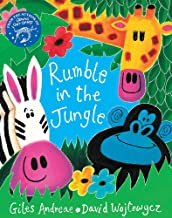 Rumble
in the
Jungle
Giles Andreae • David Wojtowycz